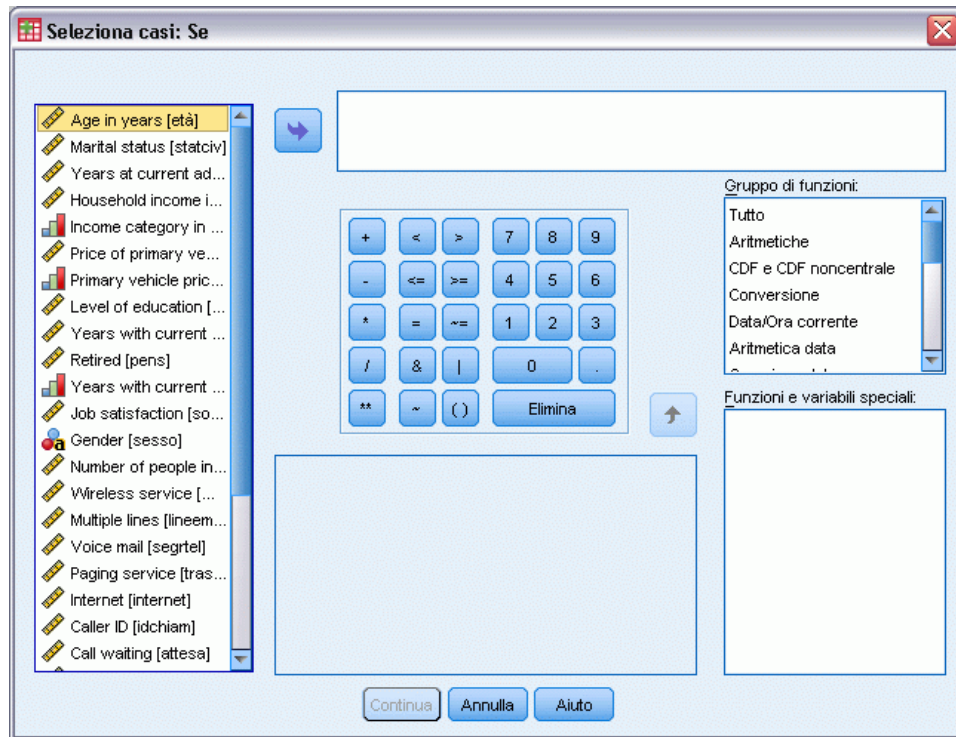 Seleziona casi: Se
Age in years [età]
Marital status [statciv]
Years at current ad...
Household income i...
Income category in ...
Price of primary ve...
Primary vehicle pric...
Level of education [...
Years with current ...
Retired [pens]
Years with current ...
Job satisfaction [so...
Gender [sesso]
Number of people in...
Wireless service [...
Multiple lines [lineem...
Voice mail [segrtel]
Paging service [tras...
Internet [internet]
Caller ID [idchiam]
Call waiting [attesa]
+ < > 7 8 9
- <= >= 4 5 6
* = ~= 1 2 3
/ & | 0 .
** ~ ( ) Elimina
Gruppo di funzioni:
Tutto
Aritmetiche
CDF e CDF noncentrale
Conversione
Data/Ora corrente
Aritmetica data
Funzioni e variabili speciali:
Continua Annulla Aiuto